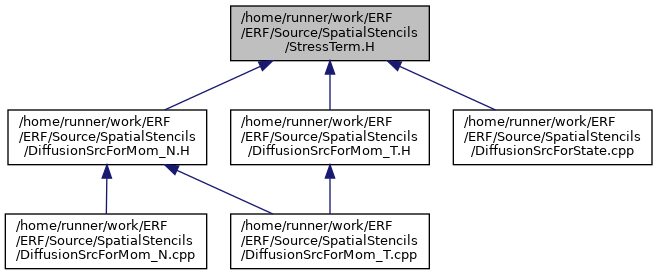 /home/runner/work/ERF
/ERF/Source/SpatialStencils
/StressTerm.H
/home/runner/work/ERF
/ERF/Source/SpatialStencils
/DiffusionSrcForMom_N.H
/home/runner/work/ERF
/ERF/Source/SpatialStencils
/DiffusionSrcForMom_T.H
/home/runner/work/ERF
/ERF/Source/SpatialStencils
/DiffusionSrcForState.cpp
/home/runner/work/ERF
/ERF/Source/SpatialStencils
/DiffusionSrcForMom_N.cpp
/home/runner/work/ERF
/ERF/Source/SpatialStencils
/DiffusionSrcForMom_T.cpp